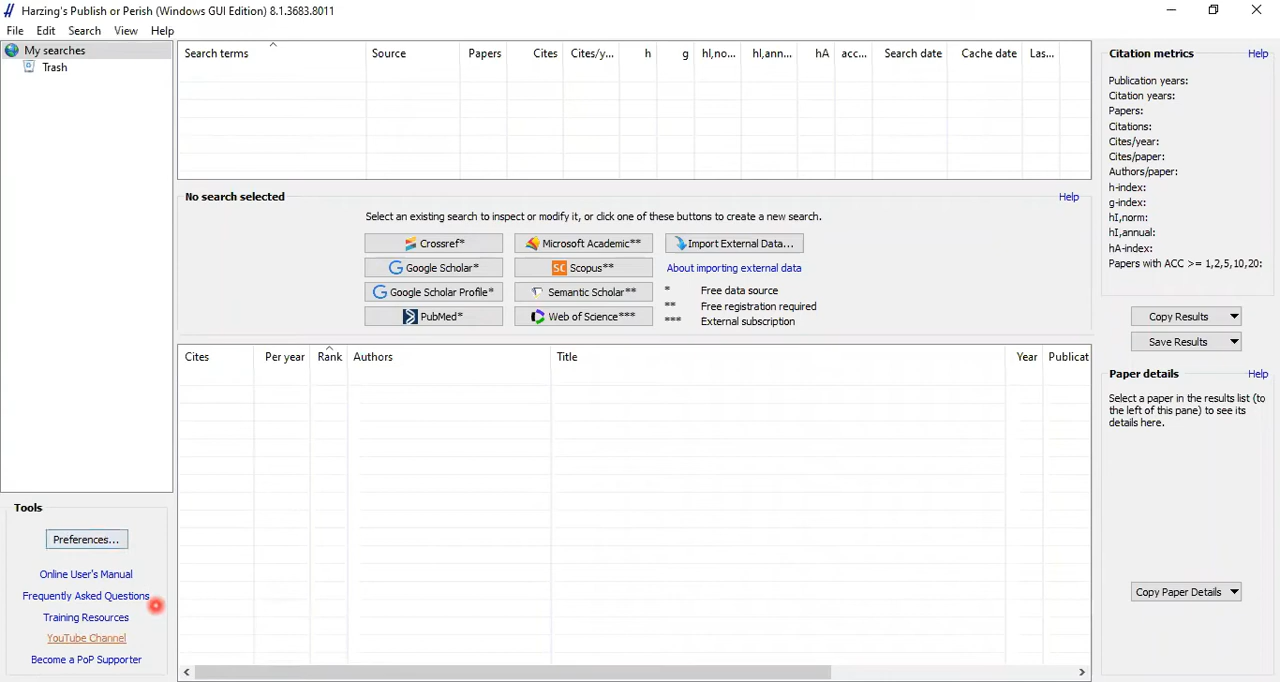 Harzing's Publish or Perish (Windows GUI Edition) 8.1.3683.8011
File Edit Search View Help
My searches
Trash
Search terms Source Papers Cites Cites/y... h g hI,no... hI,ann... hA acc... Search date Cache date Las...
No search selected Help
Select an existing search to inspect or modify it, or click one of these buttons to create a new search.
Crossref* Microsoft Academic** Import External Data...
Google Scholar* SC Scopus** About importing external data
Google Scholar Profile* Semantic Scholar** * Free data source
** Free registration required
PubMed* Web of Science*** *** External subscription
Cites Per year Rank Authors Title Year Publicat
Citation metrics Help
Publication years:
Citation years:
Papers:
Citations:
Cites/year:
Cites/paper:
Authors/paper:
h-index:
g-index:
hI,norm:
hI,annual:
hA-index:
Papers with ACC >= 1,2,5,10,20:
Copy Results
Save Results
Paper details Help
Select a paper in the results list (to
the left of this pane) to see its
details here.
Copy Paper Details
Tools
Preferences...
Online User's Manual
Frequently Asked Questions
Training Resources
YouTube Channel
Become a PoP Supporter